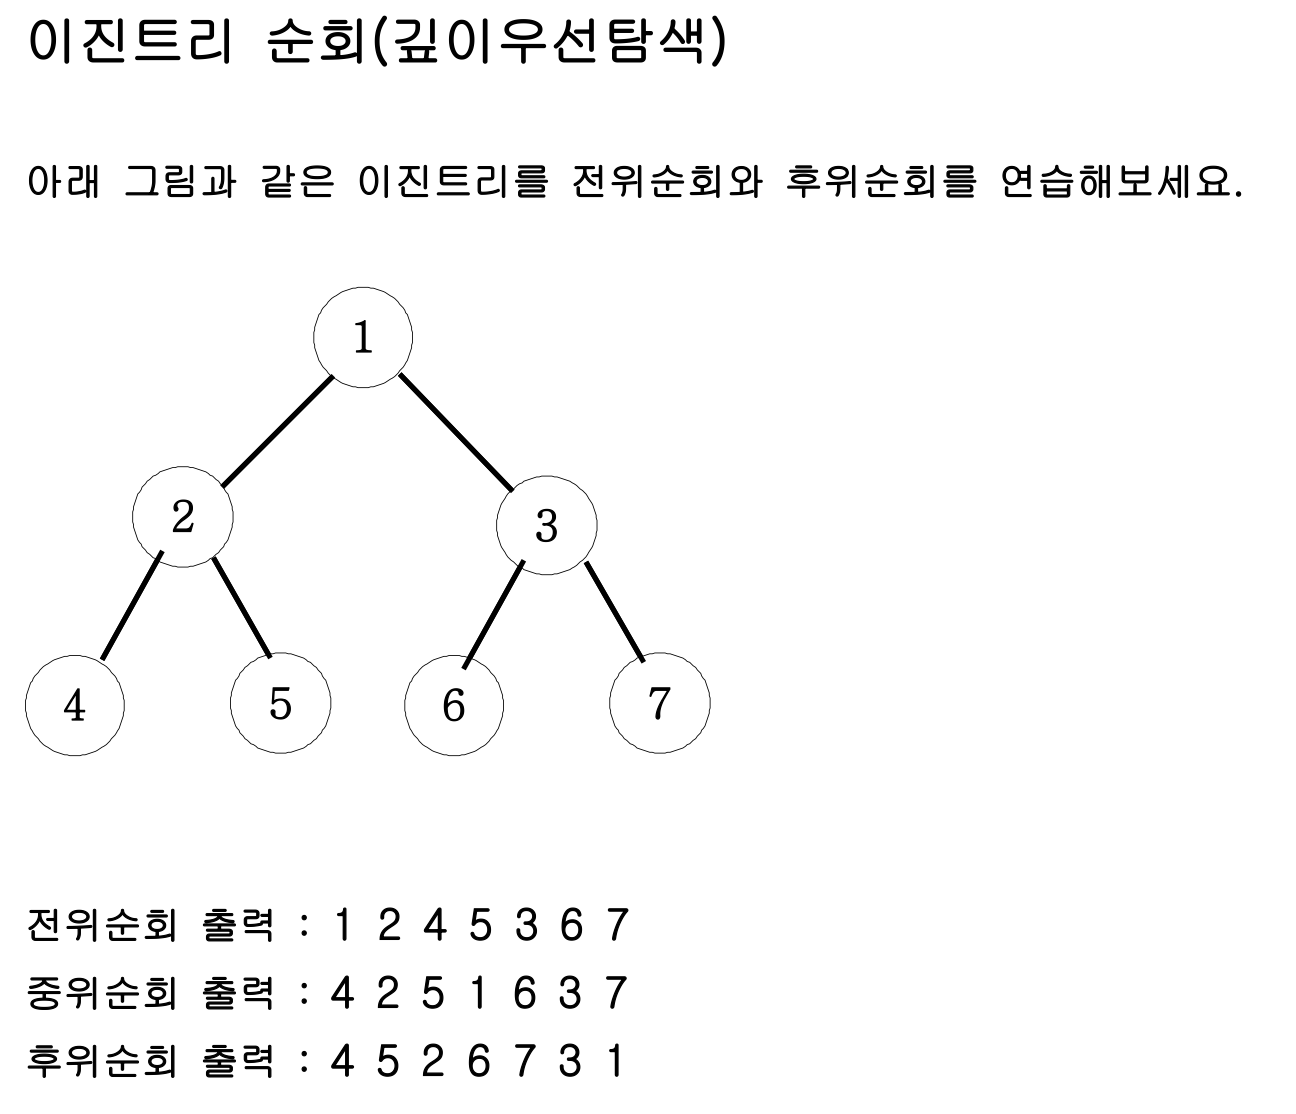 이진트리 순회(깊이우선탐색)
아래 그림과 같은 이진트리를 전위순회와 후위순회를 연습해보세요.
1
2
3
4
5
6
7
전위순회 출력 : 1 2 4 5 3 6 7
중위순회 출력 : 4 2 5 1 6 3 7
후위순회 출력 : 4 5 2 6 7 3 1